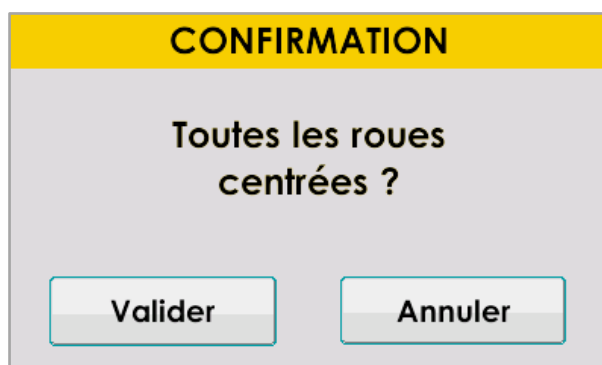 CONFIRMATION
Toutes les roues
centrées ?
Valider
Annuler